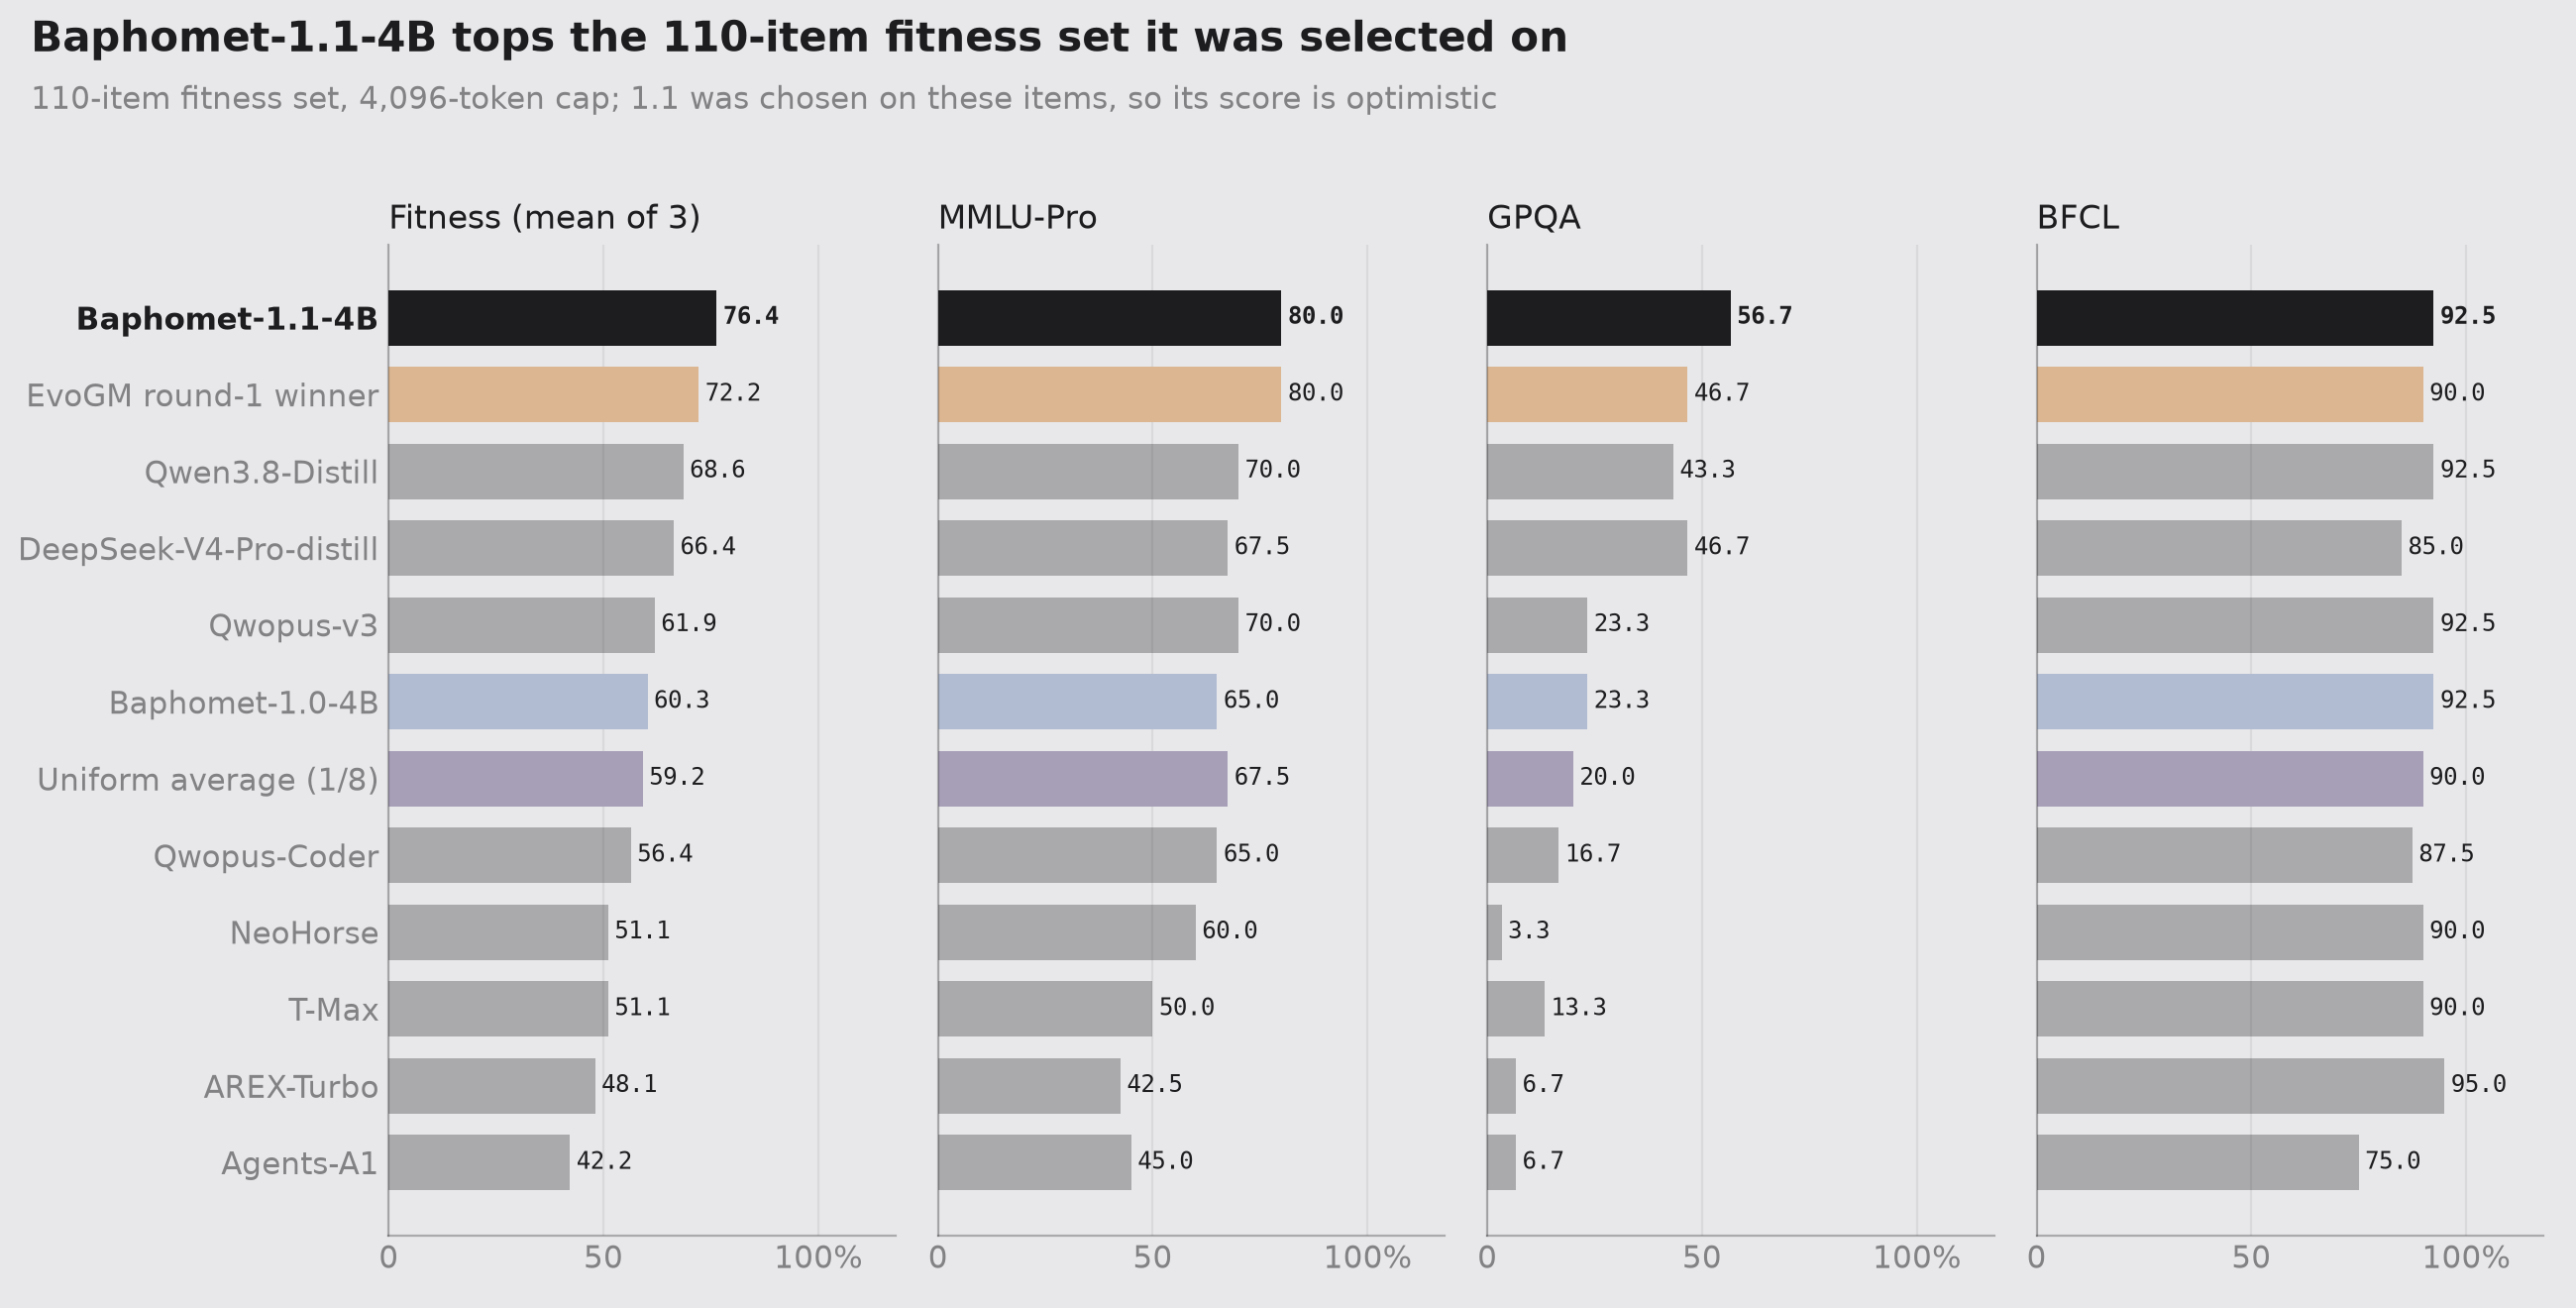 Baphomet-1.1-4B tops the 110-item fitness set it was selected on
110-item fitness set, 4,096-token cap; 1.1 was chosen on these items, so its score is optimistic
Fitness (mean of 3) MMLU-Pro GPQA BFCL
Baphomet-1.1-4B 76.4 80.0 56.7 92.5
EvoGM round-1 winner 72.2 80.0 46.7 90.0
Qwen3.8-Distill 68.6 70.0 43.3 92.5
DeepSeek-V4-Pro-distill 66.4 67.5 46.7 85.0
Qwopus-v3 61.9 70.0 23.3 92.5
Baphomet-1.0-4B 60.3 65.0 23.3 92.5
Uniform average (1/8) 59.2 67.5 20.0 90.0
Qwopus-Coder 56.4 65.0 16.7 87.5
NeoHorse 51.1 60.0 3.3 90.0
T-Max 51.1 50.0 13.3 90.0
AREX-Turbo 48.1 42.5 6.7 95.0
Agents-A1 42.2 45.0 6.7 75.0
0 50 100% 0 50 100% 0 50 100% 0 50 100%